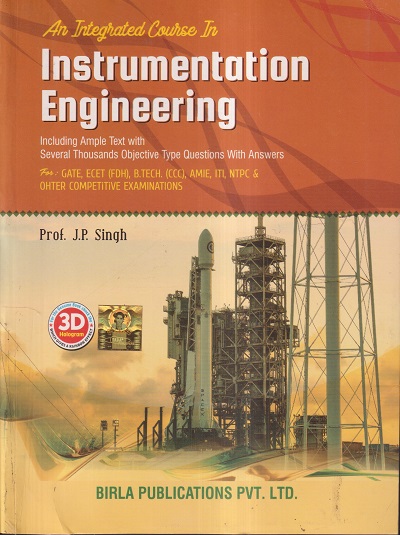 An Integrated Course In
Instrumentation
Engineering
Including Ample Text with
Several Thousands Objective Type Questions With Answers
For : GATE, ECET (FDH), B.TECH. (CCC), AMIE, ITI, NTPC &
OHTER COMPETITIVE EXAMINATIONS
Prof. J.P. Singh
3D
Hologram
BIRLA PUBLICATIONS PVT. LTD.